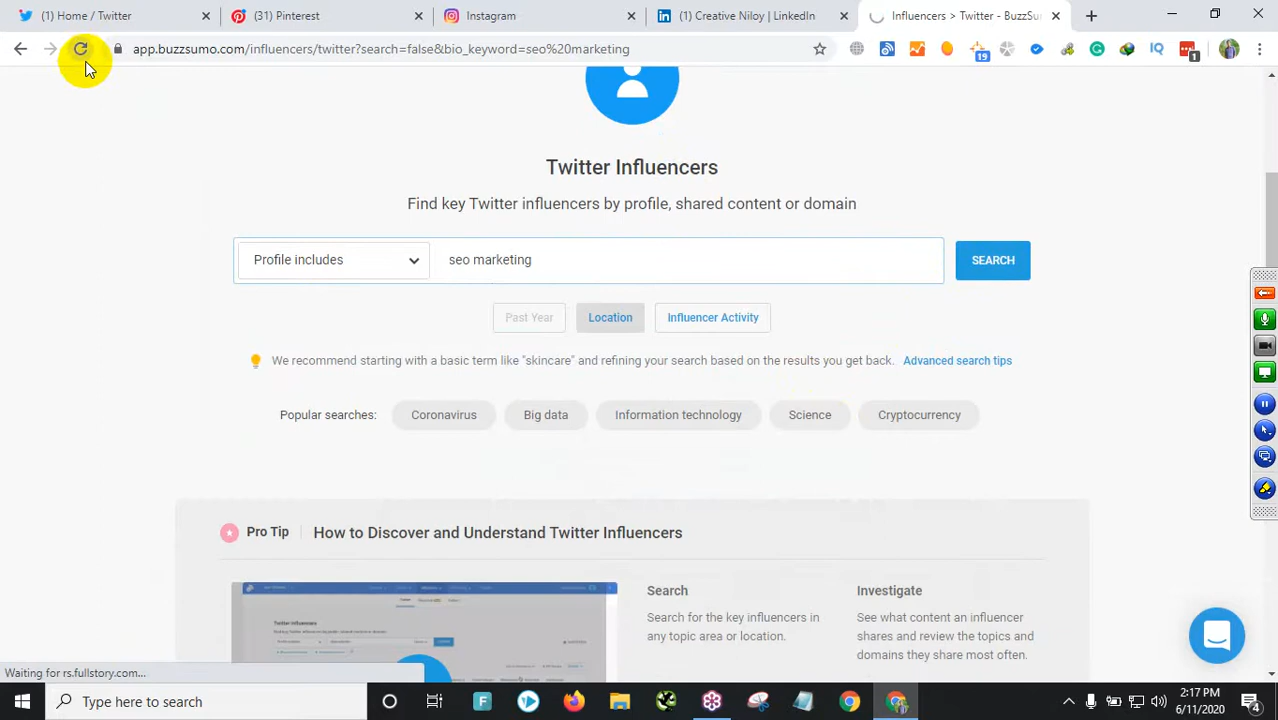 (1) Home / Twitter
(31) Pinterest
Instagram
(1) Creative Niloy | LinkedIn
Influencers > Twitter - BuzzSu
app.buzzsumo.com/influencers/twitter?search=false&bio_keyword=seo%20marketing
19
IQ
1
Twitter Influencers
Find key Twitter influencers by profile, shared content or domain
Profile includes
seo marketing
SEARCH
Past Year
Location
Influencer Activity
We recommend starting with a basic term like "skincare" and refining your search based on the results you get back.
Advanced search tips
Popular searches:
Coronavirus
Big data
Information technology
Science
Cryptocurrency
Pro Tip
How to Discover and Understand Twitter Influencers
Search
Search for the key influencers in
any topic area or location.
Investigate
See what content an influencer
shares and review the topics and
domains they share most often.
Twitter Influencers
Waiting for rs.fullstory.com...
Type here to search
2:17 PM
6/11/2020
4